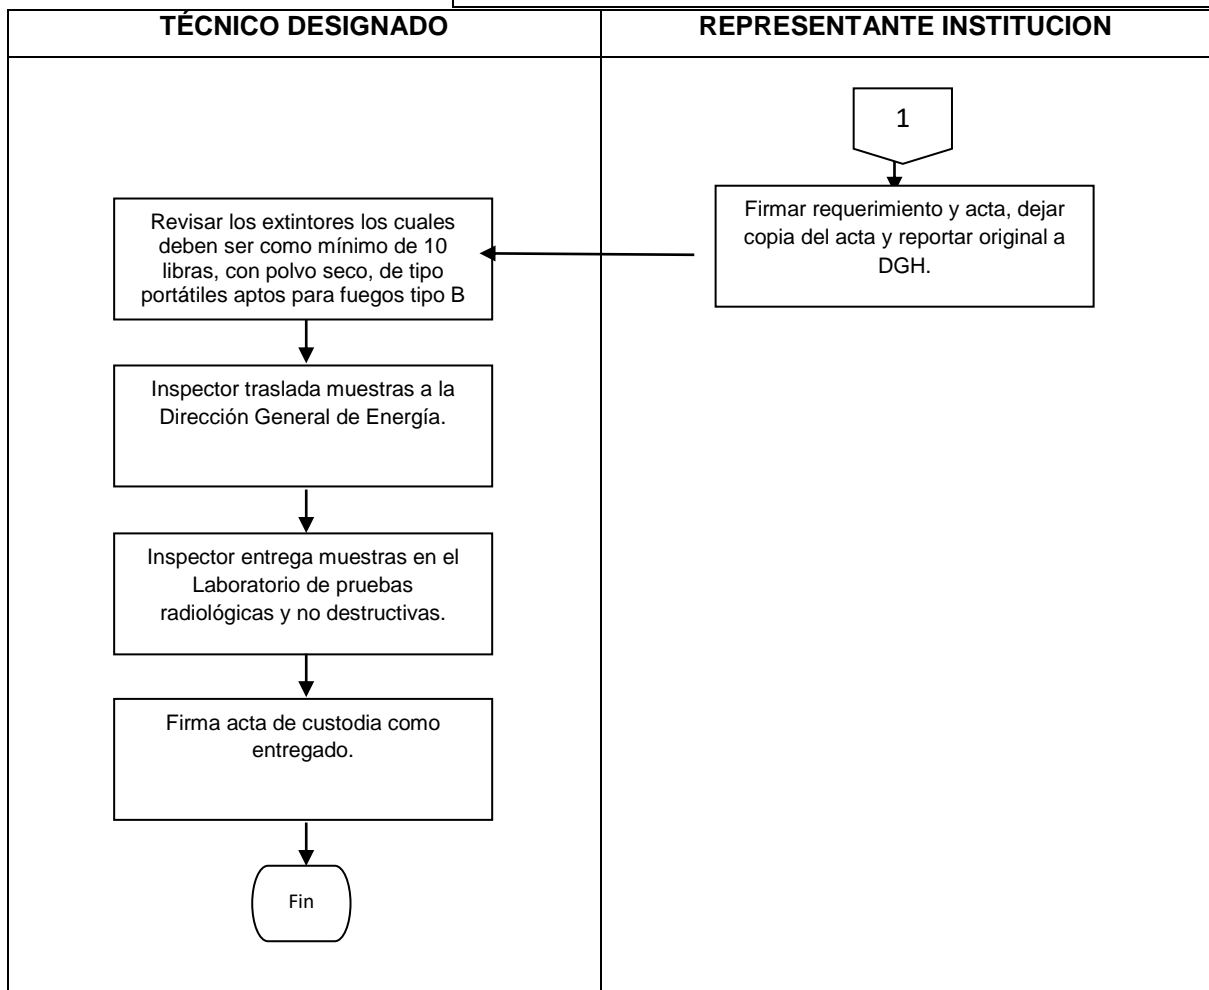 TÉCNICO DESIGNADO
REPRESENTANTE INSTITUCION
1
Firmar requerimiento y acta, dejar
copia del acta y reportar original a
DGH.
Revisar los extintores los cuales
deben ser como mínimo de 10
libras, con polvo seco, de tipo
portátiles aptos para fuegos tipo B
Inspector traslada muestras a la
Dirección General de Energía.
Inspector entrega muestras en el
Laboratorio de pruebas
radiológicas y no destructivas.
Firma acta de custodia como
entregado.
Fin